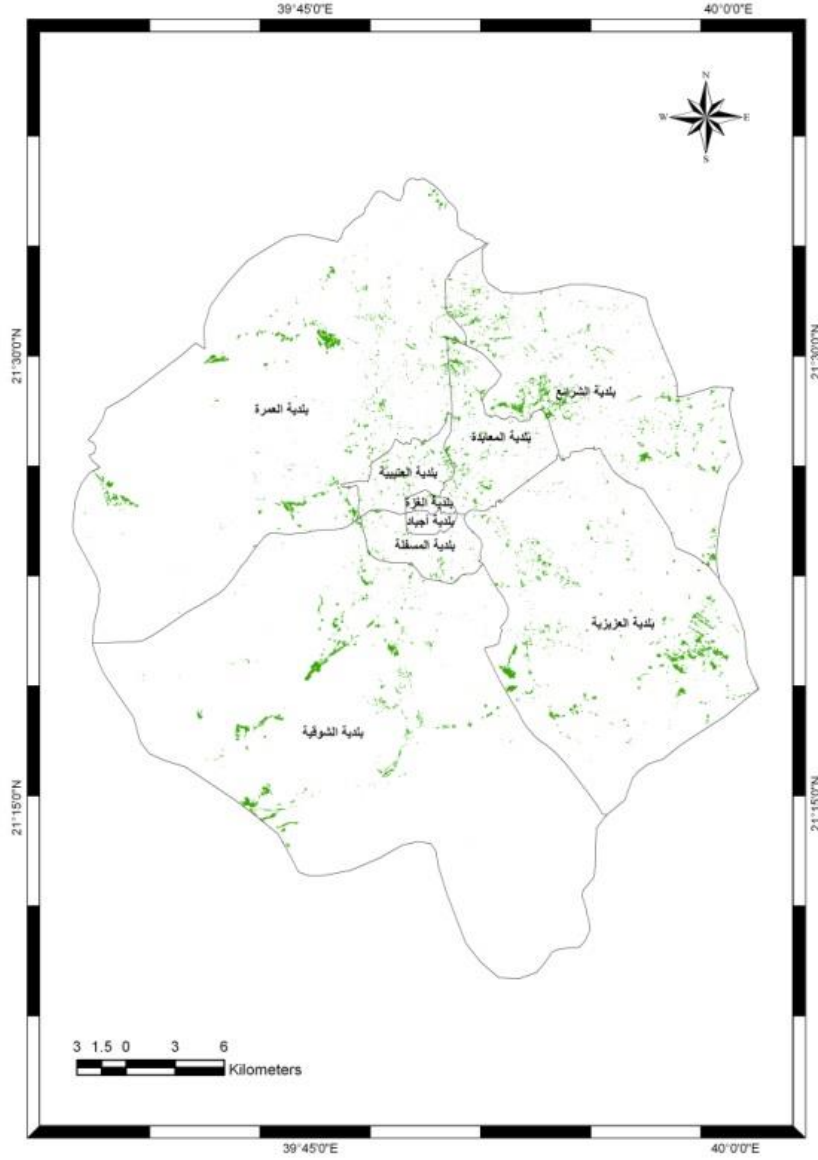 39°45'0"E 40°0'0"E
N
W E
S
21°30'0"N 21°30'0"N
بلدية الشرائع
بلدية العمرة
بلدية المعابدة
بلدية العتيبية
بلدية الغزة
بلدية اجياد
بلدية المسفلة
بلدية العزيزية
بلدية الشوقية
21°15'0"N 21°15'0"N
3 1.5 0 3 6
Kilometers
39°45'0"E 40°0'0"E